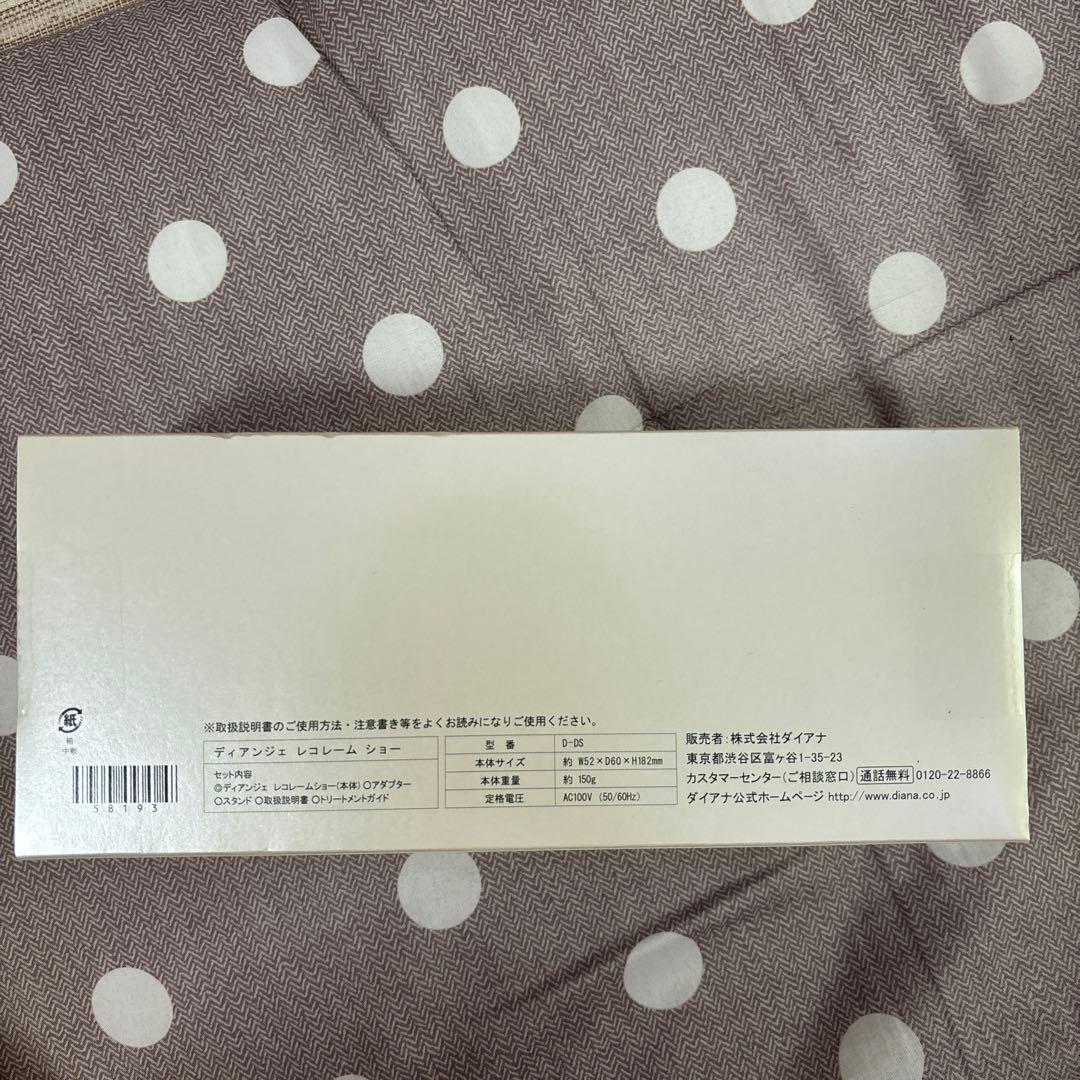 紙
箱
中敷
58193
※取扱説明書のご使用方法・注意書き等をよくお読みになりご使用ください。
ディアンジェ レコレーム ショー
セット内容
◎ディアンジェ レコレームショー(本体) ○アダプター
○スタンド ○取扱説明書 ○トリートメントガイド
型 番 D-DS
本体サイズ 約 W52×D60×H182mm
本体重量 約 150g
定格電圧 AC100V (50/60Hz)
販売者:株式会社ダイアナ
東京都渋谷区富ヶ谷1-35-23
カスタマーセンター(ご相談窓口) 通話無料 0120-22-8866
ダイアナ公式ホームページ http://www.diana.co.jp